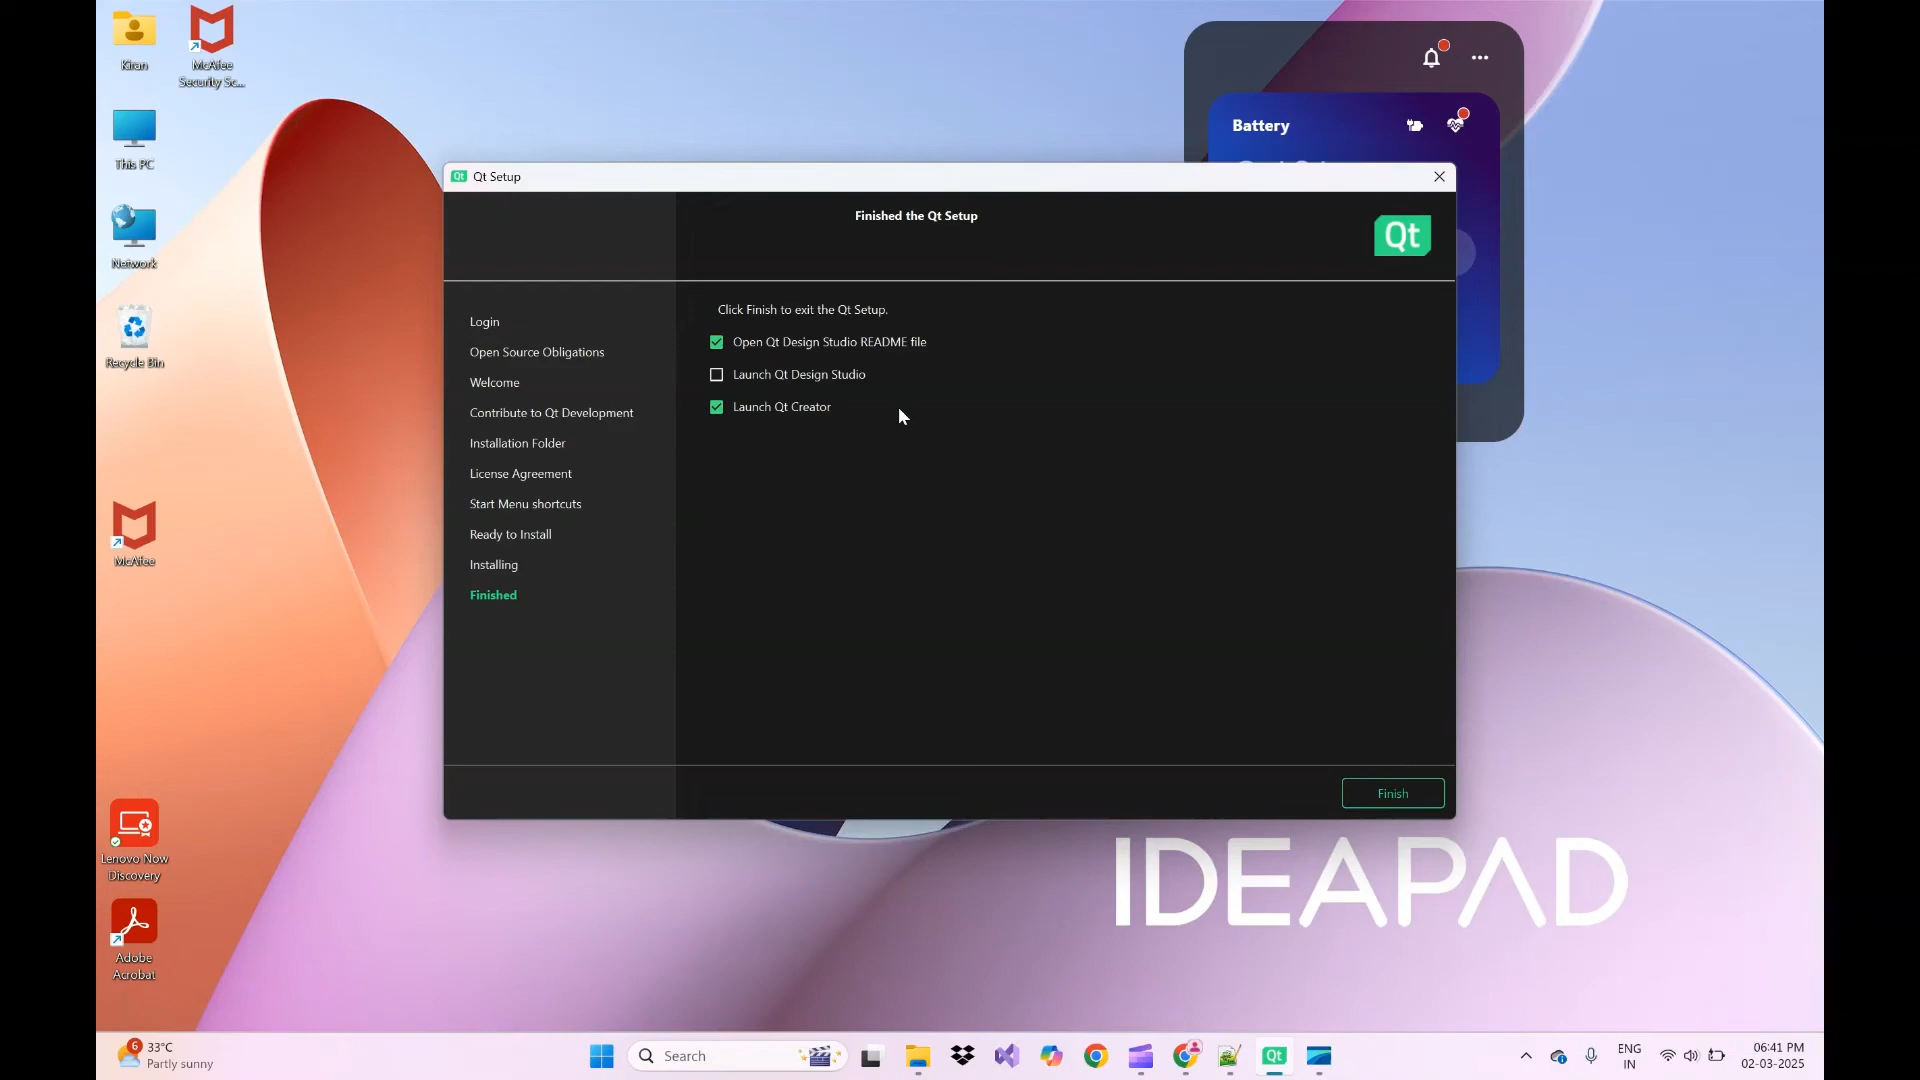 Kiran
McAfee
Security Sc...
This PC
Network
Recycle Bin
McAfee
Lenovo Now
Discovery
Adobe
Acrobat
Battery
Qt Qt Setup
Finished the Qt Setup
Qt
Login
Open Source Obligations
Welcome
Contribute to Qt Development
Installation Folder
License Agreement
Start Menu shortcuts
Ready to Install
Installing
Finished
Click Finish to exit the Qt Setup.
Open Qt Design Studio README file
Launch Qt Design Studio
Launch Qt Creator
Finish
IDEAPAD
6
33°C
Partly sunny
Search
Qt
ENG
IN
06:41 PM
02-03-2025